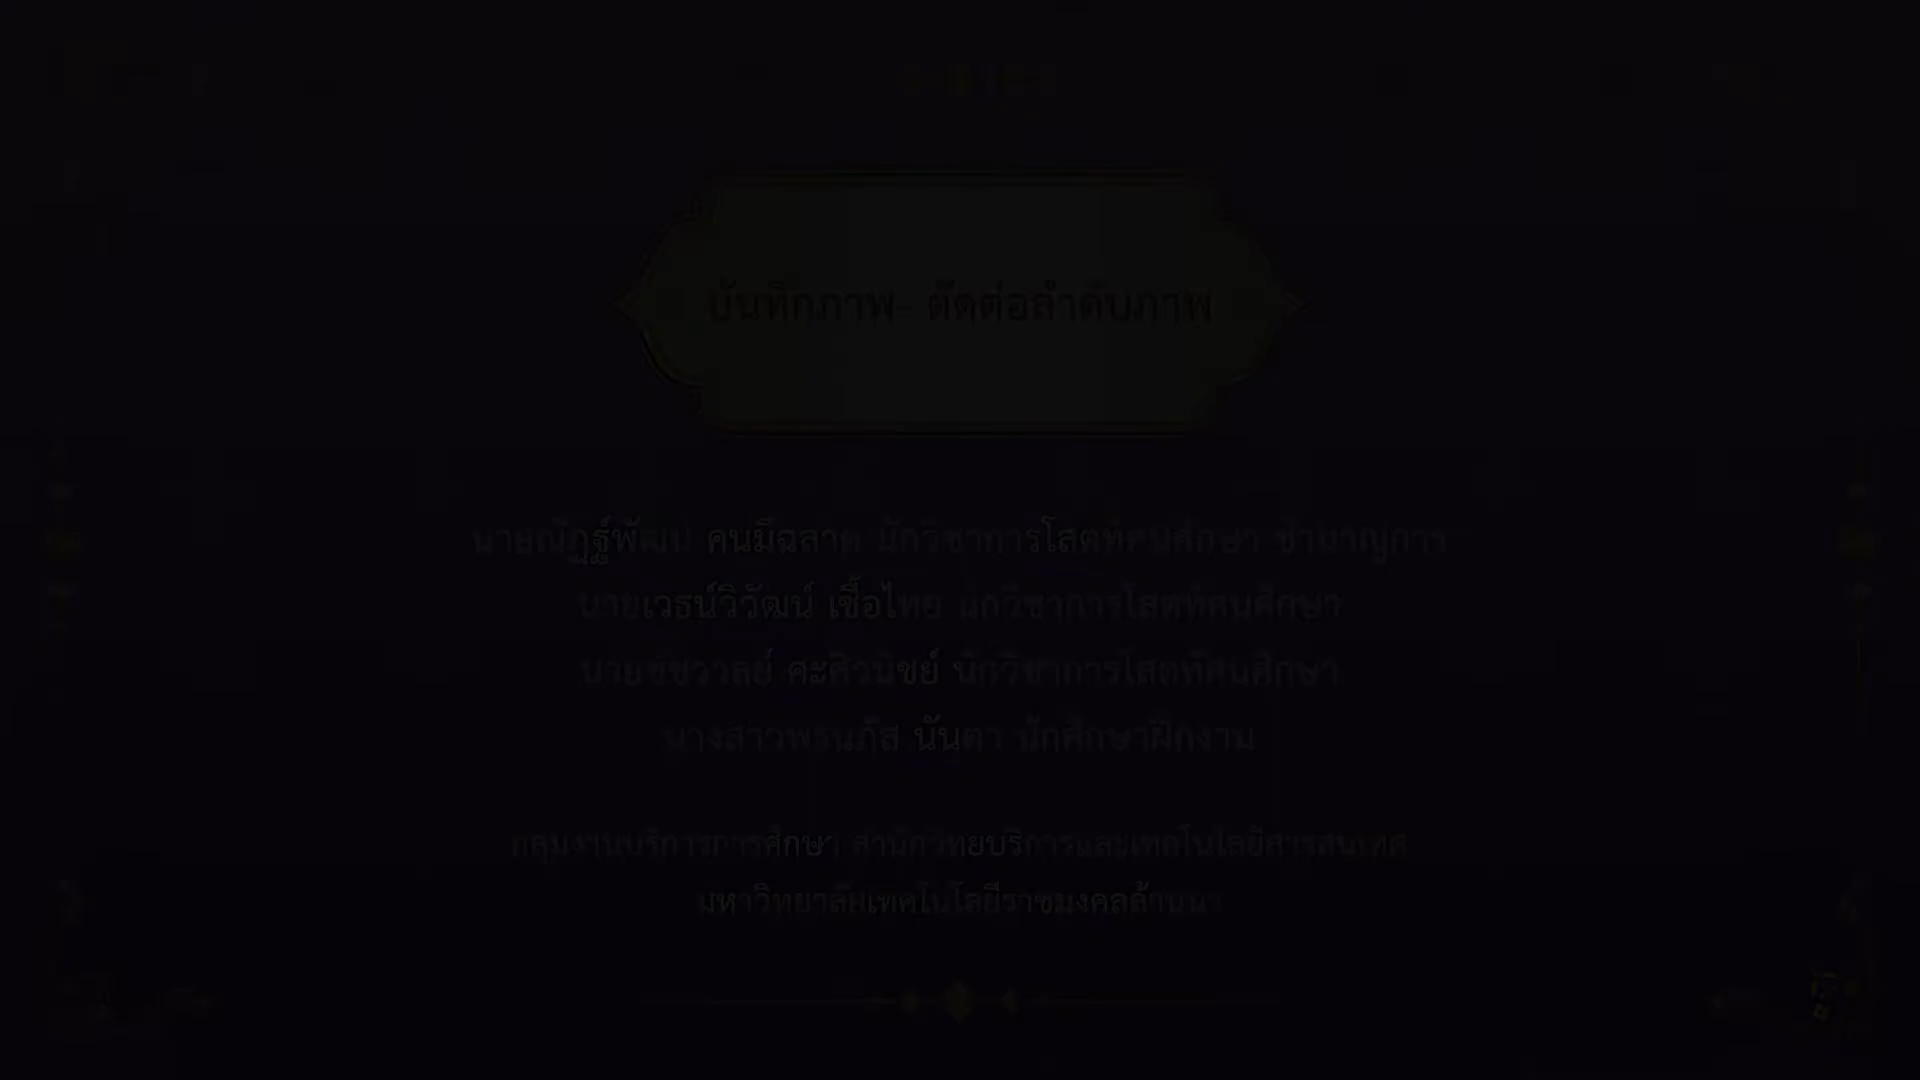 บันทึกภาพ- ตัดต่อลำดับภาพ
คนมีฉลาด นักวิชาการโสตทัศนศึกษา ชำนาญการ
นายเวธน์วิวัฒน์ เชื้อไทย นักวิชาการโสตทัศนศึกษา
นายชัชวาลย์ ศะศิวนิชย์ นักวิชาการโสตทัศนศึกษา
นางสาวพรนภัส นันตา นักศึกษาฝึกงาน
กลุ่มงานบริการการศึกษา สำนักวิทยบริการและเทคโนโลยีสารสนเทศ
มหาวิทยาลัยเทคโนโลยีราชมงคลล้านนา